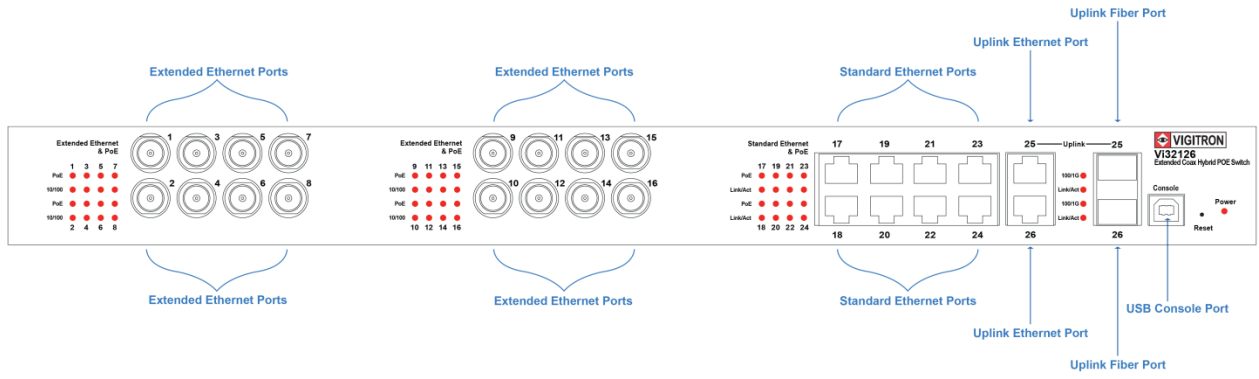 Uplink Fiber Port
Uplink Ethernet Port
Extended Ethernet Ports
Extended Ethernet Ports
Standard Ethernet Ports
Extended Ethernet
& PoE
1 3 5 7
PoE
10/100
PoE
10/100
2 4 6 8
1 3 5 7
2 4 6 8
Extended Ethernet
& PoE
9 11 13 15
PoE
10/100
PoE
10/100
10 12 14 16
9 11 13 15
10 12 14 16
Standard Ethernet
& PoE
17 19 21 23
PoE
Link/Act
PoE
Link/Act
18 20 22 24
17 19 21 23
18 20 22 24
25 Uplink 25
100/1G
Link/Act
100/1G
Link/Act
26 26
VIGITRON
Vi32126
Extended Coax Hybrid POE Switch
Console
Reset
Power
Extended Ethernet Ports
Extended Ethernet Ports
Standard Ethernet Ports
USB Console Port
Uplink Ethernet Port
Uplink Fiber Port